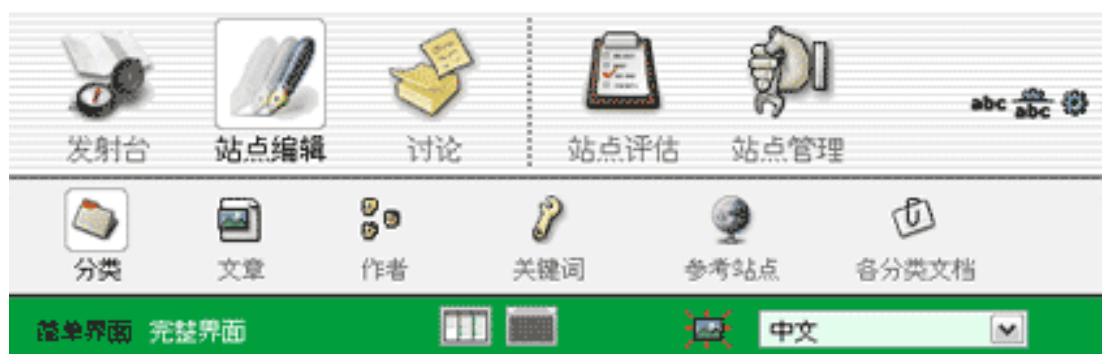 发射台 站点编辑 讨论 站点评估 站点管理 abc abc
分类 文章 作者 关键词 参考站点 各分类文档
简单界面 完整界面 中文